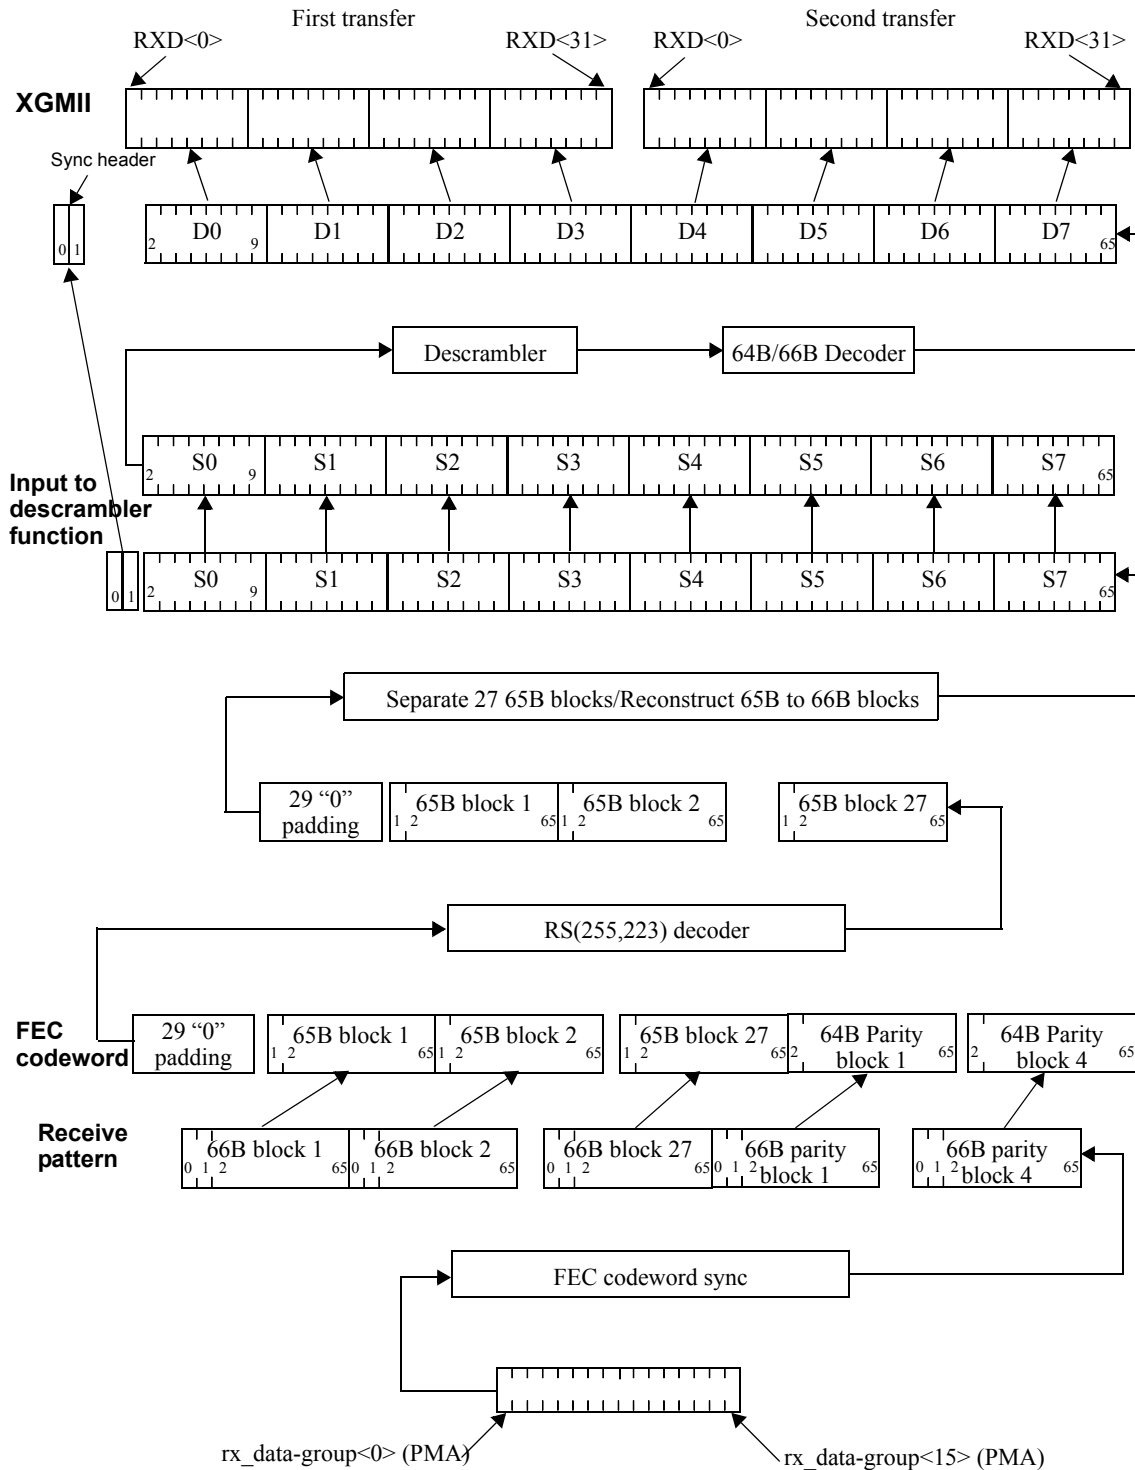 First transfer Second transfer
RXD<0> RXD<31> RXD<0> RXD<31>
XGMII
Sync header
0 1 2 D0 9 D1 D2 D3 D4 D5 D6 D7 65
Descrambler 64B/66B Decoder
2 S0 9 S1 S2 S3 S4 S5 S6 S7 65
Input to
descrambler
function
0 1 2 S0 9 S1 S2 S3 S4 S5 S6 S7 65
Separate 27 65B blocks/Reconstruct 65B to 66B blocks
29 “0”
padding
65B block 1
1 2 65
65B block 2
1 2 65
65B block 27
1 2 65
RS(255,223) decoder
FEC
codeword
29 “0”
padding
65B block 1
1 2 65
65B block 2
1 2 65
65B block 27
1 2 65
64B Parity
block 1
2 65
64B Parity
block 4
2 65
Receive
pattern
66B block 1
0 1 2 65
66B block 2
0 1 2 65
66B block 27
0 1 2 65
66B parity
block 1
0 1 2 65
66B parity
block 4
0 1 2 65
FEC codeword sync
rx_data-group<0> (PMA) rx_data-group<15> (PMA)